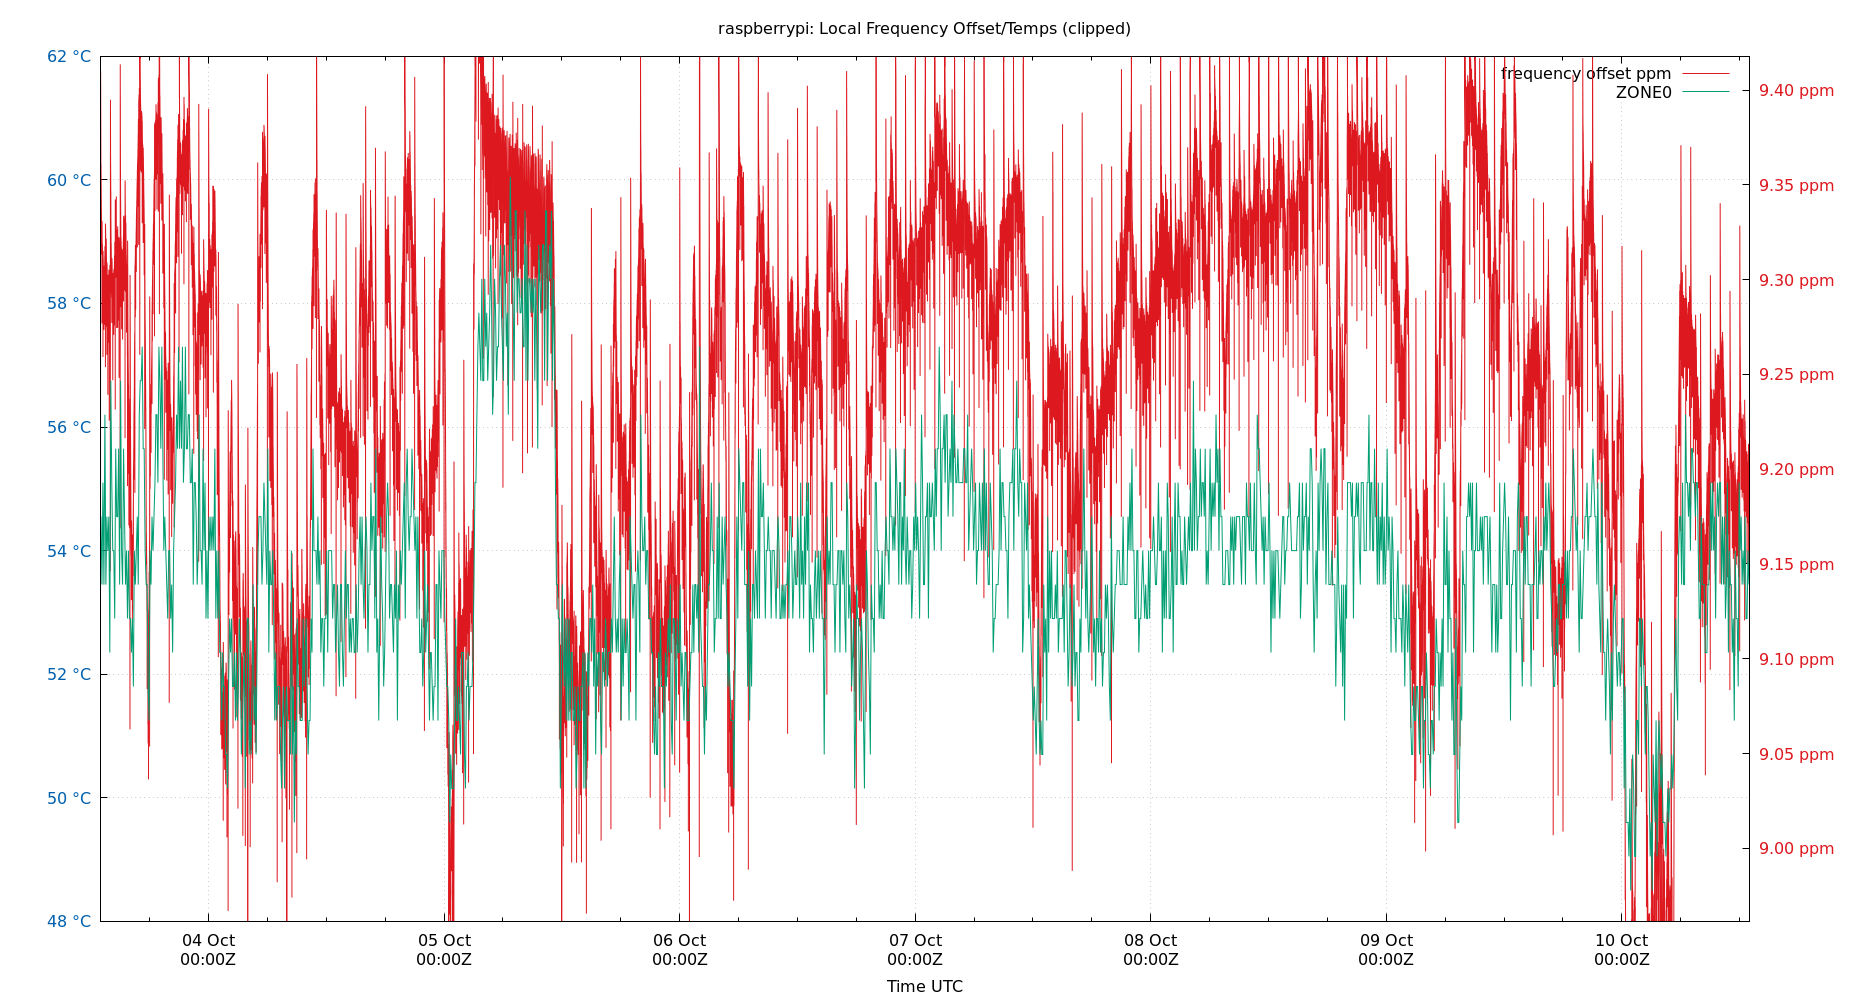 raspberrypi: Local Frequency Offset/Temps (clipped)
frequency offset ppm
ZONE0
62 °C
60 °C
58 °C
56 °C
54 °C
52 °C
50 °C
48 °C
9.40 ppm
9.35 ppm
9.30 ppm
9.25 ppm
9.20 ppm
9.15 ppm
9.10 ppm
9.05 ppm
9.00 ppm
04 Oct
00:00Z
05 Oct
00:00Z
06 Oct
00:00Z
07 Oct
00:00Z
08 Oct
00:00Z
09 Oct
00:00Z
10 Oct
00:00Z
Time UTC